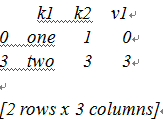 k1 k2 v1
0 one 1 0
3 two 3 3
[2 rows x 3 columns]